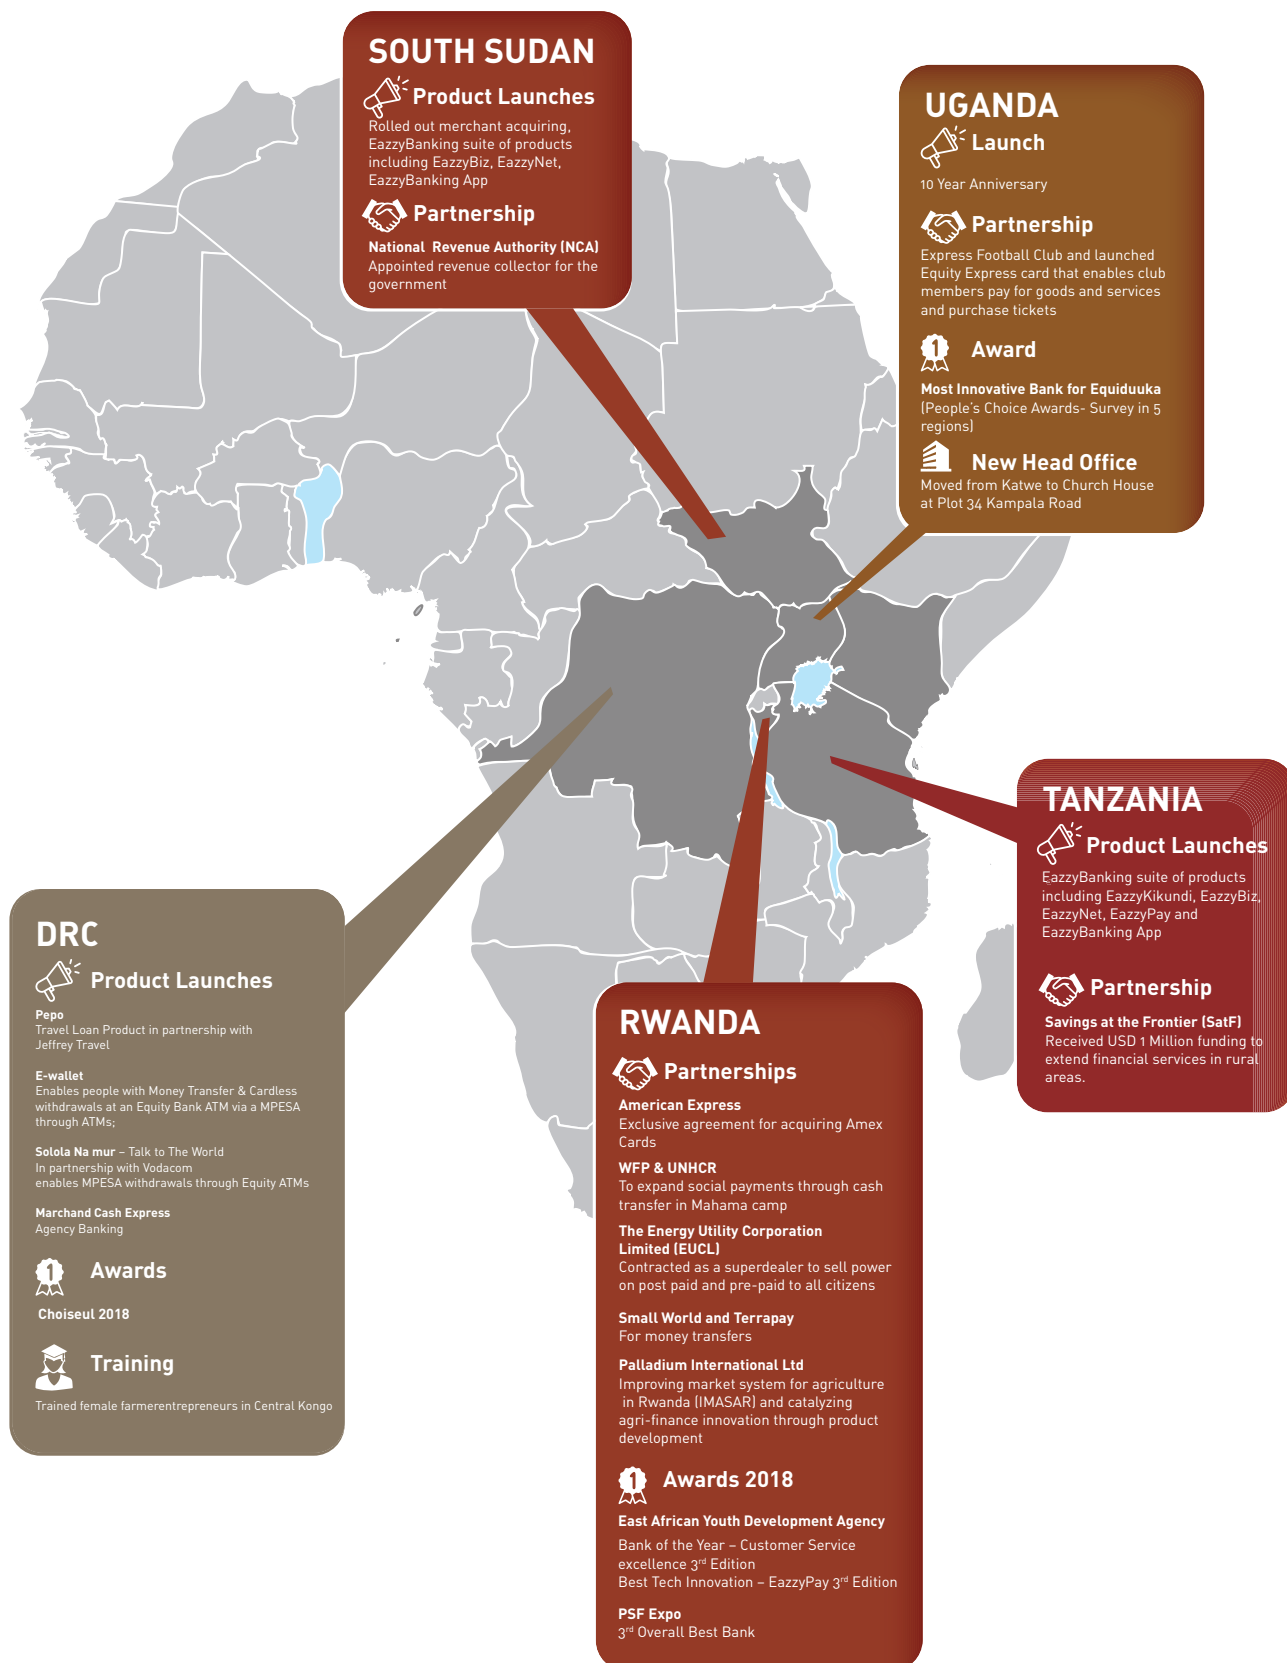 SOUTH SUDAN
Product Launches
Rolled out merchant acquiring,
EazzyBanking suite of products
including EazzyBiz, EazzyNet,
EazzyBanking App
Partnership
National Revenue Authority (NCA)
Appointed revenue collector for the
government
UGANDA
Launch
10 Year Anniversary
Partnership
Express Football Club and launched
Equity Express card that enables club
members pay for goods and services
and purchase tickets
1
Award
Most Innovative Bank for Equiduuka
(People's Choice Awards- Survey in 5
regions)
New Head Office
Moved from Katwe to Church House
at Plot 34 Kampala Road
TANZANIA
Product Launches
EazzyBanking suite of products
including EazzyKikundi, EazzyBiz,
EazzyNet, EazzyPay and
EazzyBanking App
Partnership
Savings at the Frontier (SatF)
Received USD 1 Million funding to
extend financial services in rural
areas.
DRC
Product Launches
Pepo
Travel Loan Product in partnership with
Jeffrey Travel
E-wallet
Enables people with Money Transfer & Cardless
withdrawals at an Equity Bank ATM via a MPESA
through ATMs;
Solola Na mur – Talk to The World
In partnership with Vodacom
enables MPESA withdrawals through Equity ATMs
Marchand Cash Express
Agency Banking
1
Awards
Choiseul 2018
Training
Trained female farmerentrepreneurs in Central Kongo
RWANDA
Partnerships
American Express
Exclusive agreement for acquiring Amex
Cards
WFP & UNHCR
To expand social payments through cash
transfer in Mahama camp
The Energy Utility Corporation
Limited (EUCL)
Contracted as a superdealer to sell power
on post paid and pre-paid to all citizens
Small World and Terrapay
For money transfers
Palladium International Ltd
Improving market system for agriculture
in Rwanda (IMASAR) and catalyzing
agri-finance innovation through product
development
1
Awards 2018
East African Youth Development Agency
Bank of the Year – Customer Service
excellence 3rd Edition
Best Tech Innovation – EazzyPay 3rd Edition
PSF Expo
3rd Overall Best Bank